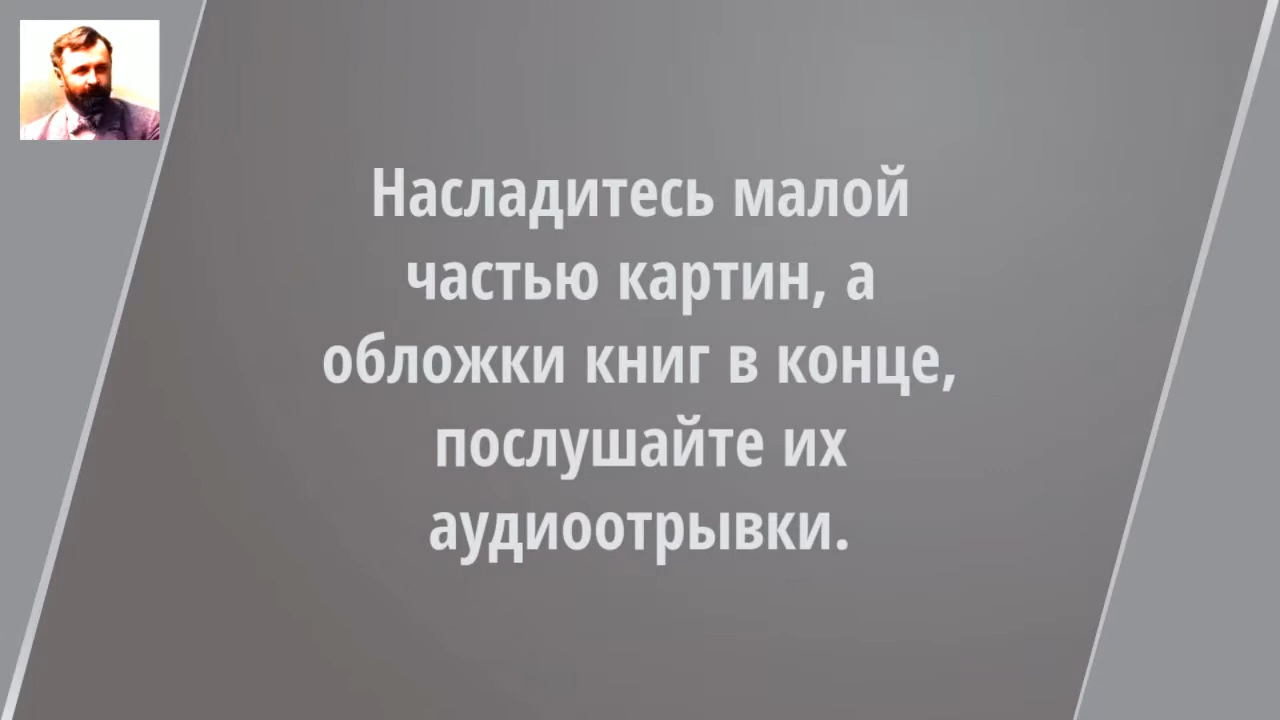 Насладитесь малой
частью картин, а
обложки книг в конце,
послушайте их
аудиоотрывки.